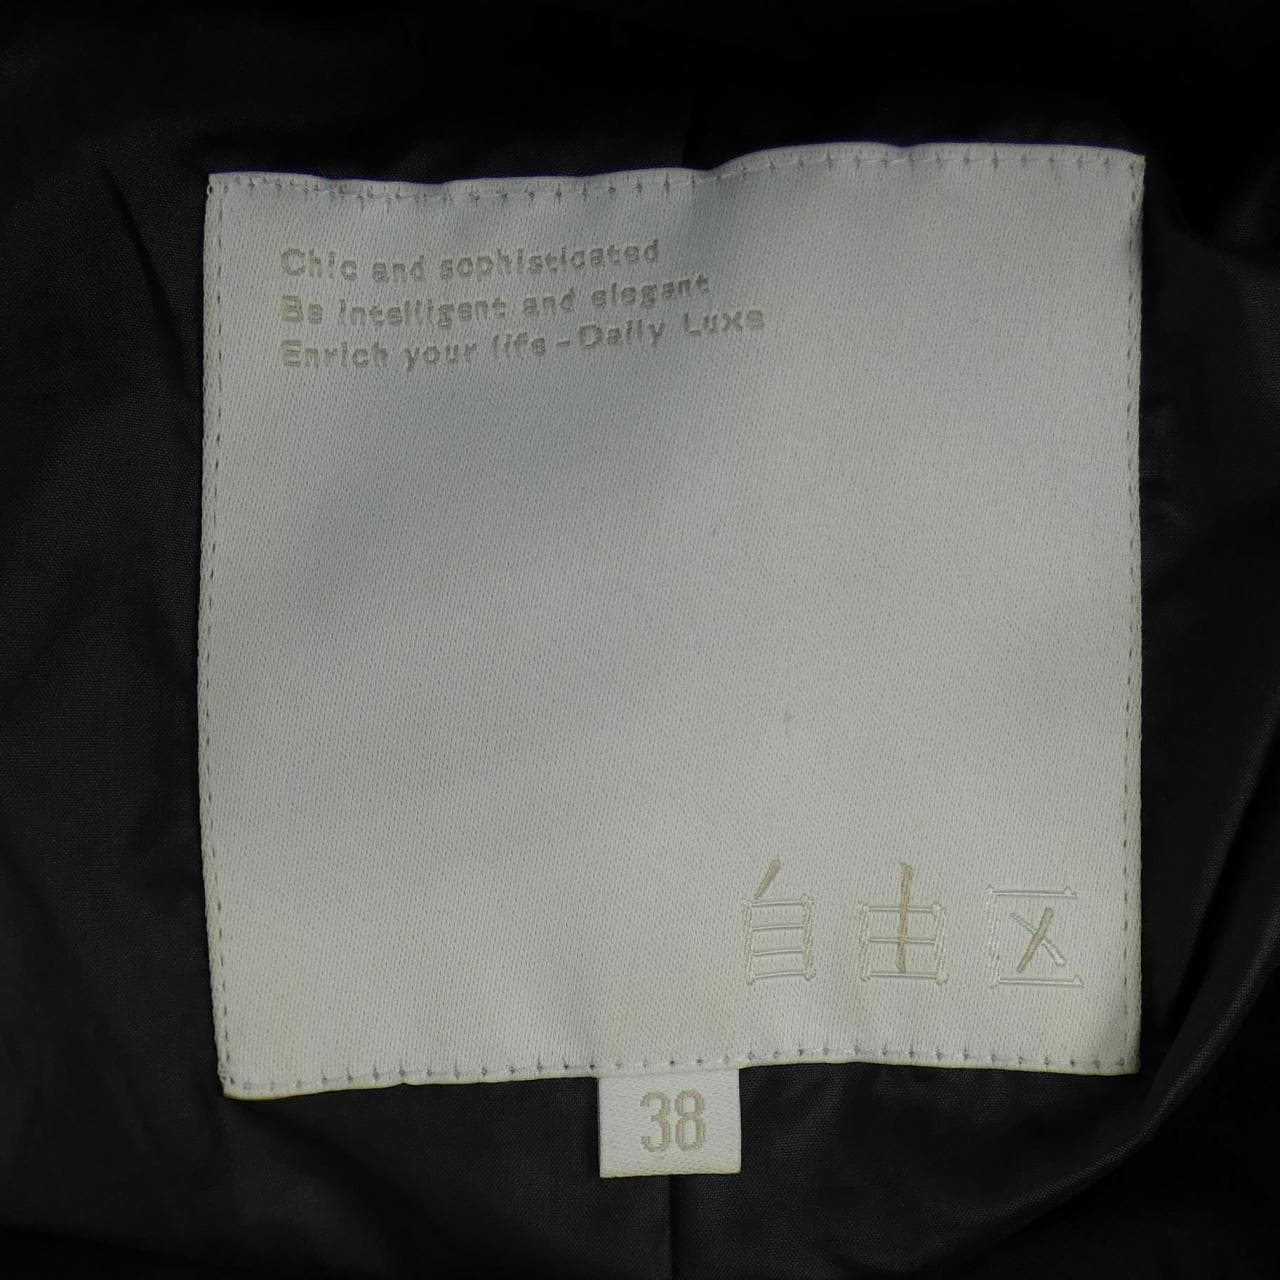 Chic and sophisticated
Be intelligent and elegant
Enrich your life-Daily Luxe
自由区
38